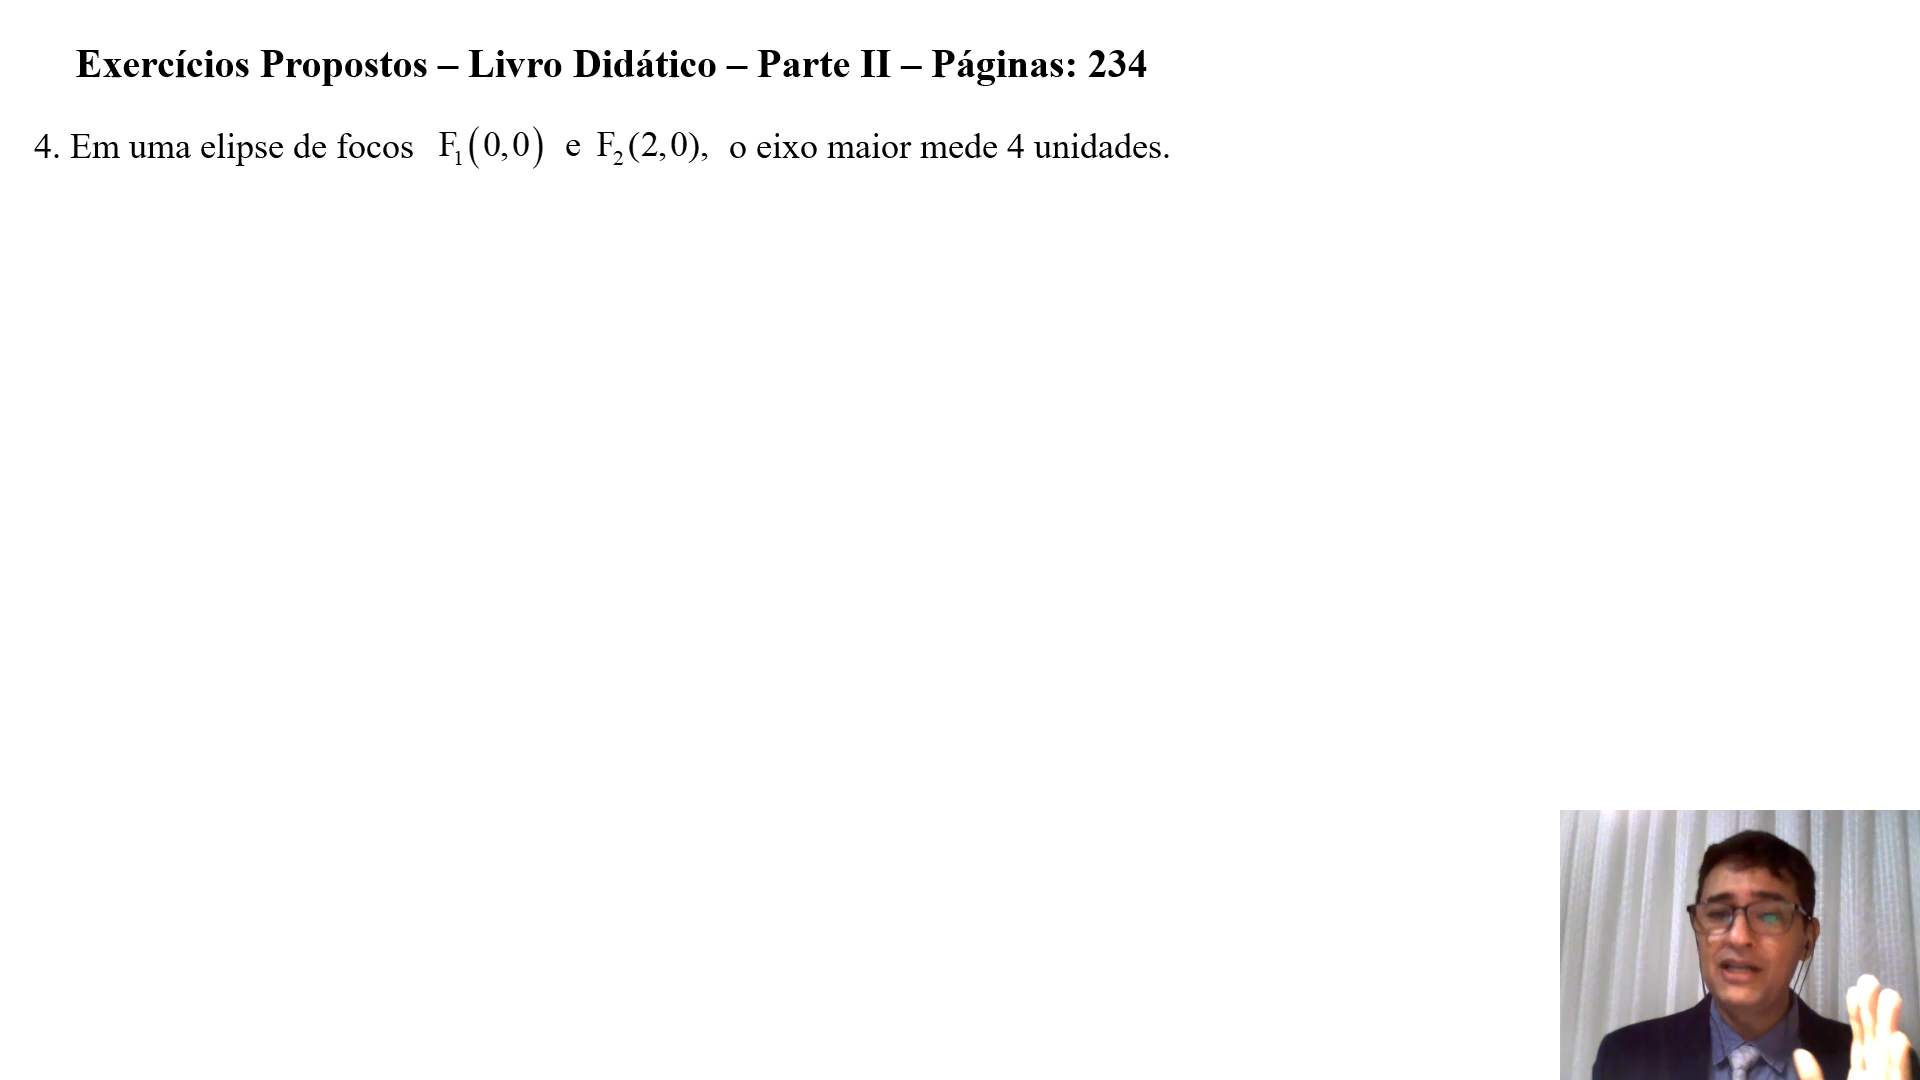 Exercícios Propostos – Livro Didático – Parte II – Páginas: 234
4. Em uma elipse de focos F₁(0,0) e F₂(2,0), o eixo maior mede 4 unidades.